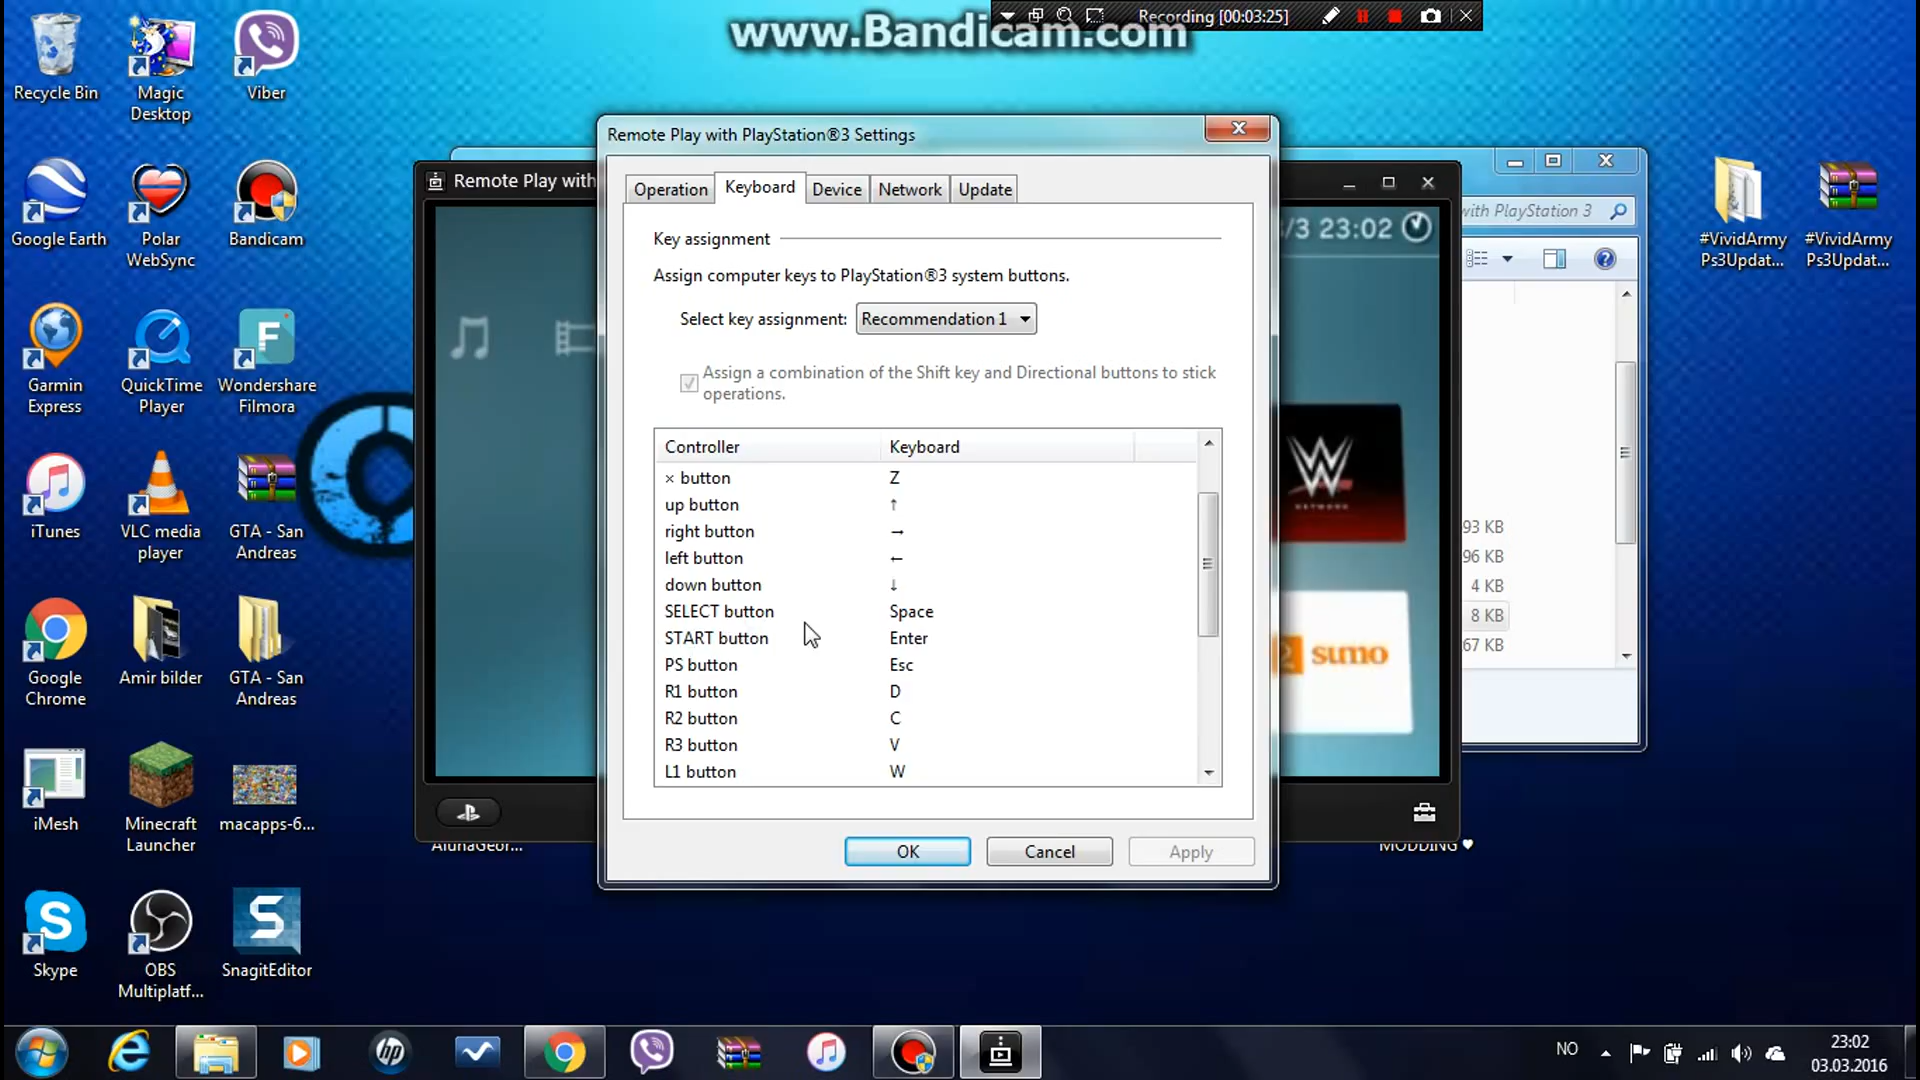 www.Bandicam.com
Recording [00:03:25]
Recycle Bin
Magic Desktop
Viber
Google Earth
Polar WebSync
Bandicam
Garmin Express
QuickTime Player
Wondershare Filmora
iTunes
VLC media player
GTA - San Andreas
Google Chrome
Amir bilder
GTA - San Andreas
iMesh
Minecraft Launcher
macapps-6...
Skype
OBS Multiplatf...
SnagitEditor
Remote Play with
Remote Play with PlayStation®3 Settings
Operation
Keyboard
Device
Network
Update
Key assignment
Assign computer keys to PlayStation®3 system buttons.
Select key assignment: Recommendation 1
Assign a combination of the Shift key and Directional buttons to stick
operations.
Controller Keyboard
× button Z
up button ↑
right button →
left button ←
down button ↓
SELECT button Space
START button Enter
PS button Esc
R1 button D
R2 button C
R3 button V
L1 button W
OK
Cancel
Apply
/3 23:02
W
NETWORK
sumo
with PlayStation 3
93 KB
96 KB
4 KB
8 KB
67 KB
MODDING ♥
#VividArmy
Ps3Updat...
#VividArmy
Ps3Updat...
hp
NO
23:02
03.03.2016